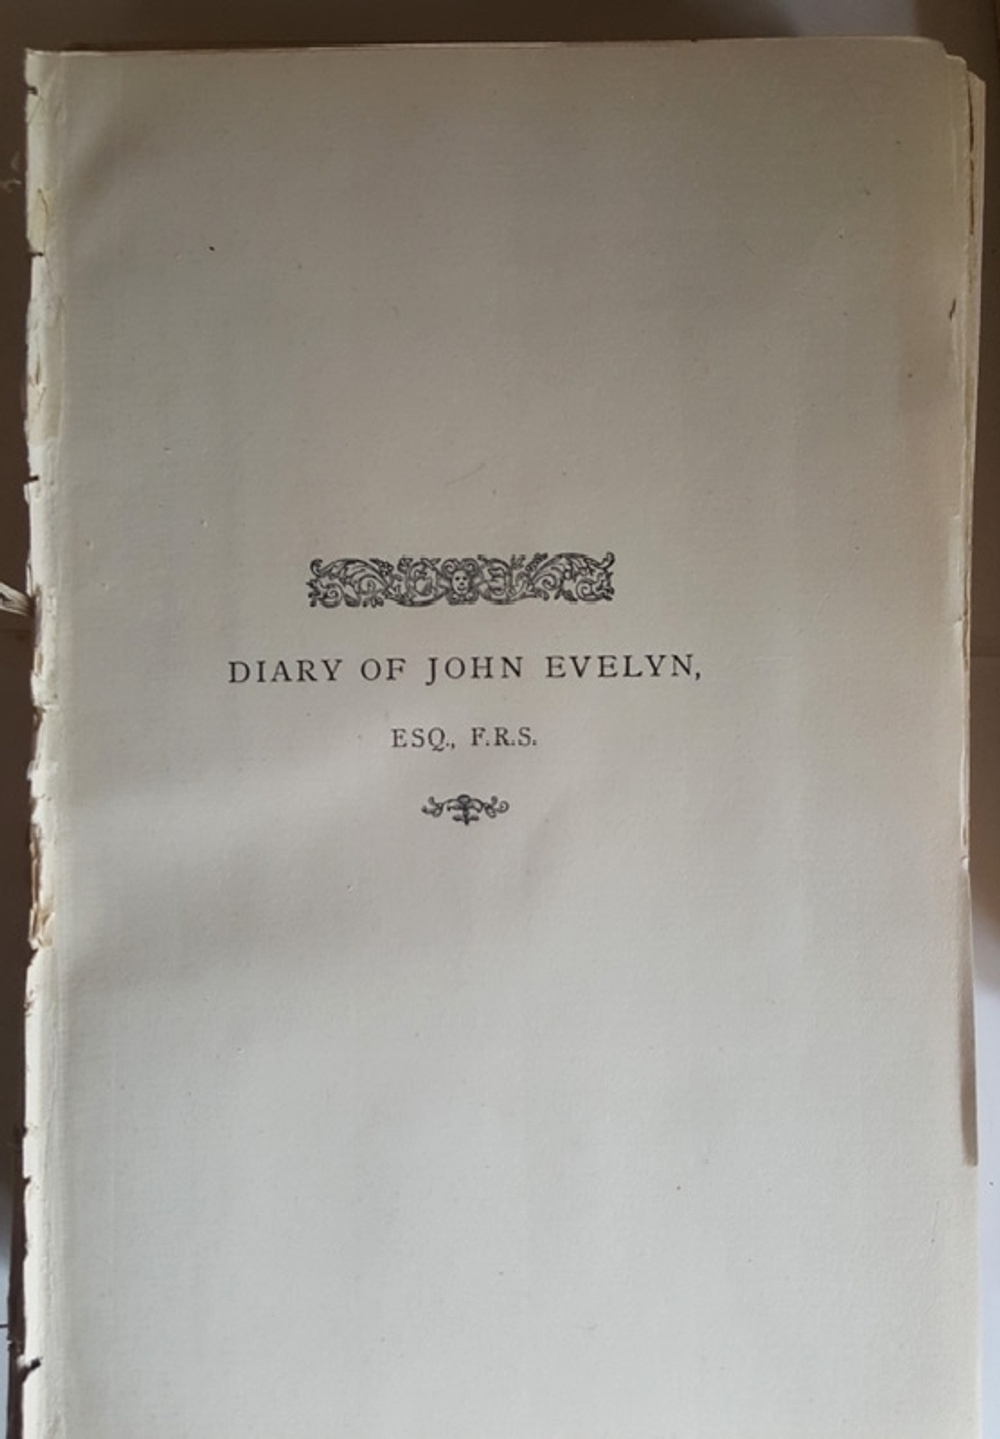 DIARY OF JOHN EVELYN,
ESQ., F.R.S.